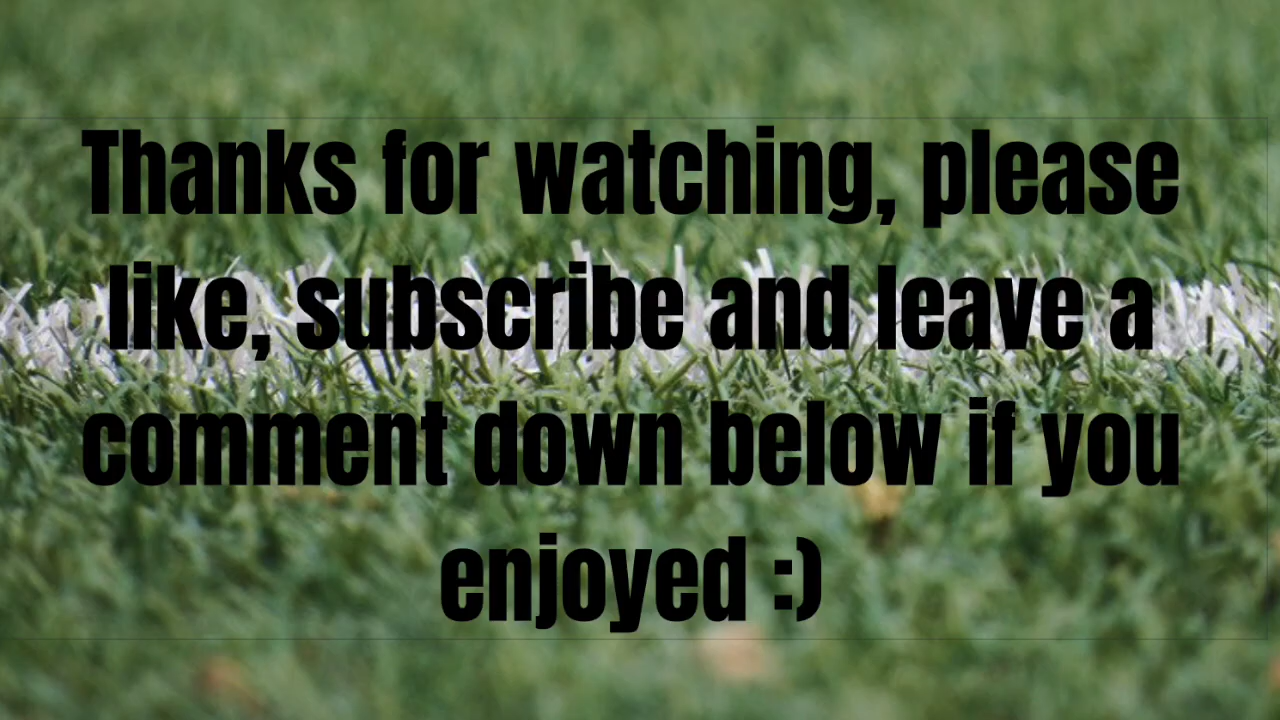 Thanks for watching, please
like, subscribe and leave a
comment down below if you
enjoyed :)